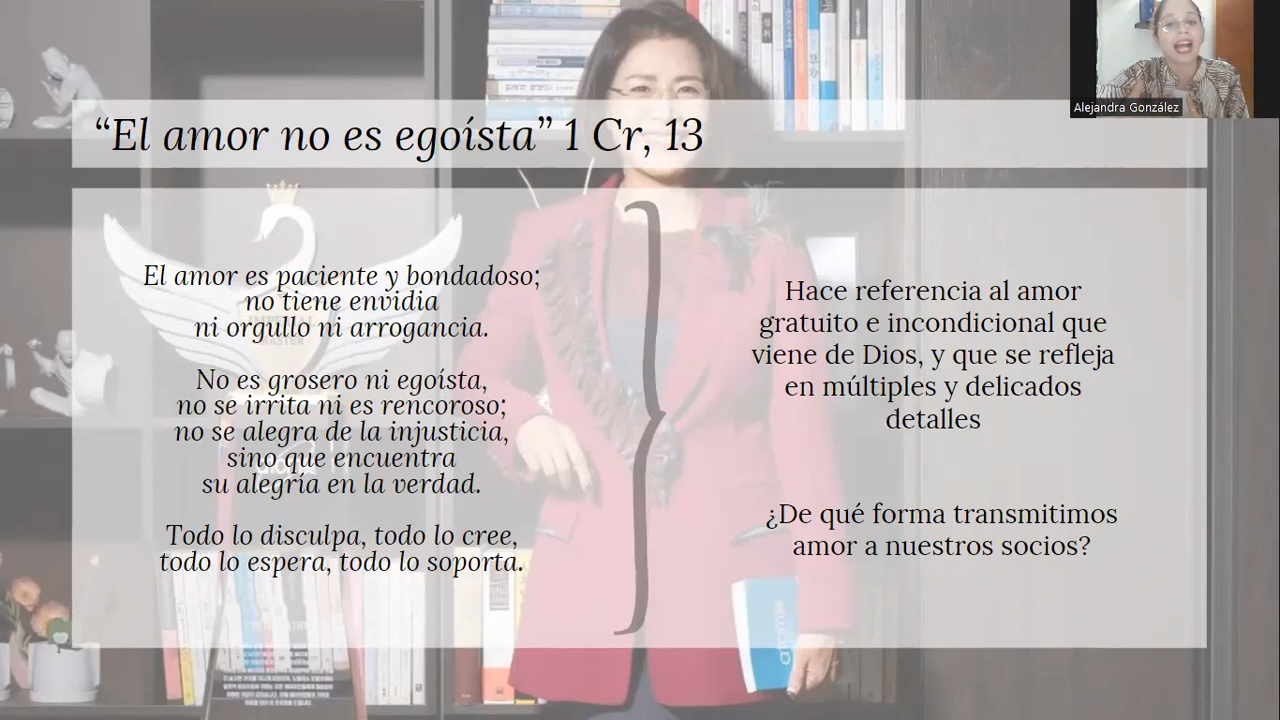 Alejandra González
“El amor no es egoísta” 1 Cr, 13
El amor es paciente y bondadoso;
no tiene envidia
ni orgullo ni arrogancia.
No es grosero ni egoísta,
no se irrita ni es rencoroso;
no se alegra de la injusticia,
sino que encuentra
su alegría en la verdad.
Todo lo disculpa, todo lo cree,
todo lo espera, todo lo soporta.
Hace referencia al amor
gratuito e incondicional que
viene de Dios, y que se refleja
en múltiples y delicados
detalles
¿De qué forma transmitimos
amor a nuestros socios?
IMPERIAL
MASTER
atomy